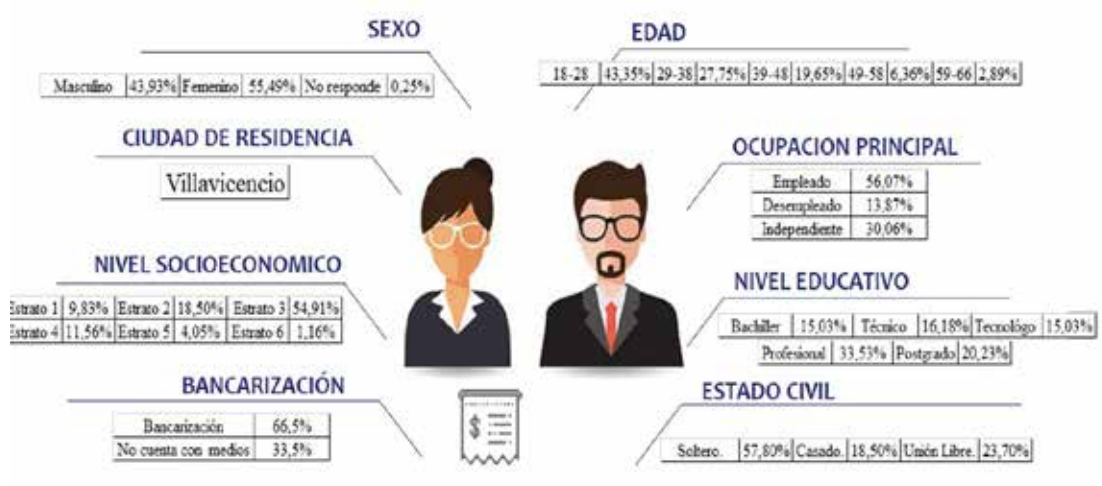 SEXO
Masculino 43,93% Femenino 55,49% No responde 0,25%
EDAD
18-28 43,35% 29-38 27,75% 39-48 19,65% 49-58 6,36% 59-66 2,89%
CIUDAD DE RESIDENCIA
Villavicencio
OCUPACION PRINCIPAL
Empleado 56,07%
Desempleado 13,87%
Independiente 30,06%
NIVEL SOCIOECONOMICO
Estrato 1 9,83% Estrato 2 18,50% Estrato 3 54,91%
Estrato 4 11,56% Estrato 5 4,05% Estrato 6 1,16%
NIVEL EDUCATIVO
Bachiller 15,03% Técnico 16,18% Tecnológo 15,03%
Profesional 33,53% Postgrado 20,23%
BANCARIZACIÓN
Bancarización 66,5%
No cuenta con medios 33,5%
$
ESTADO CIVIL
Soltero. 57,80% Casado. 18,50% Unión Libre. 23,70%